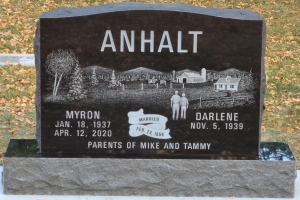 ANHALT
MYRON
JAN. 18, 1937
APR. 12, 2020
MARRIED
DARLENE
NOV. 5, 1939
PARENTS OF MIKE AND TAMMY